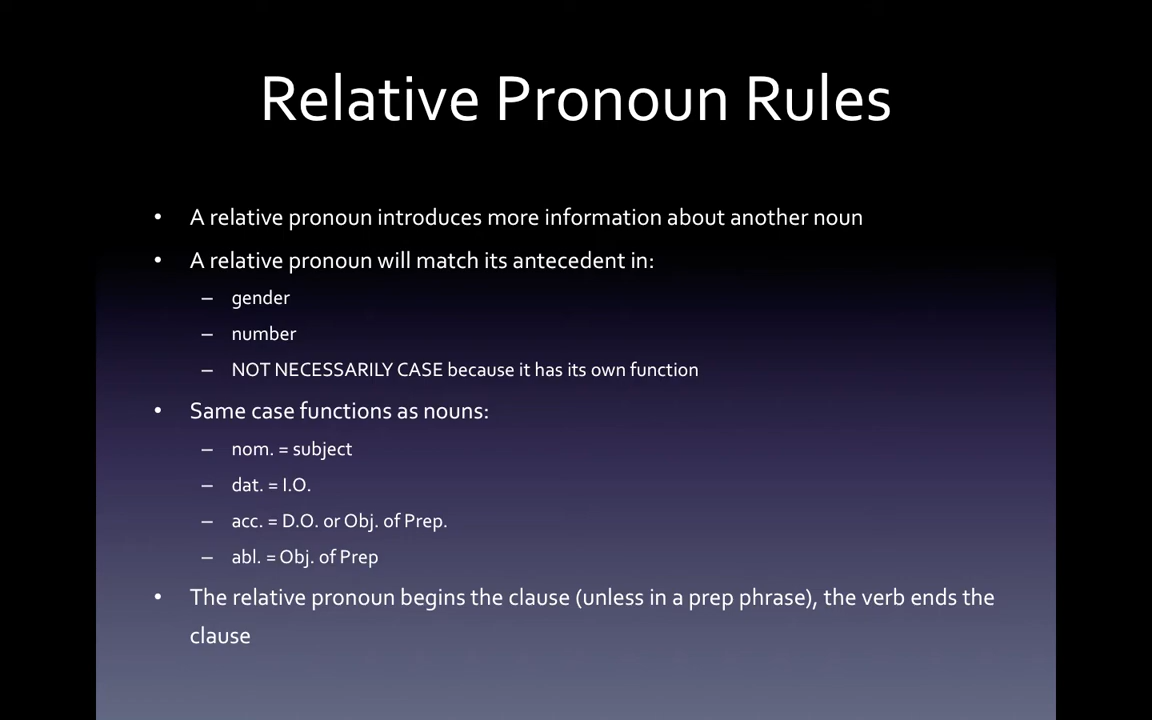 Relative Pronoun Rules
• A relative pronoun introduces more information about another noun
• A relative pronoun will match its antecedent in:
– gender
– number
– NOT NECESSARILY CASE because it has its own function
• Same case functions as nouns:
– nom. = subject
– dat. = I.O.
– acc. = D.O. or Obj. of Prep.
– abl. = Obj. of Prep
• The relative pronoun begins the clause (unless in a prep phrase), the verb ends the
clause